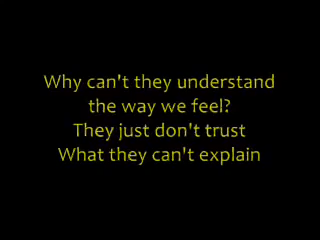 Why can't they understand
the way we feel?
They just don't trust
What they can't explain